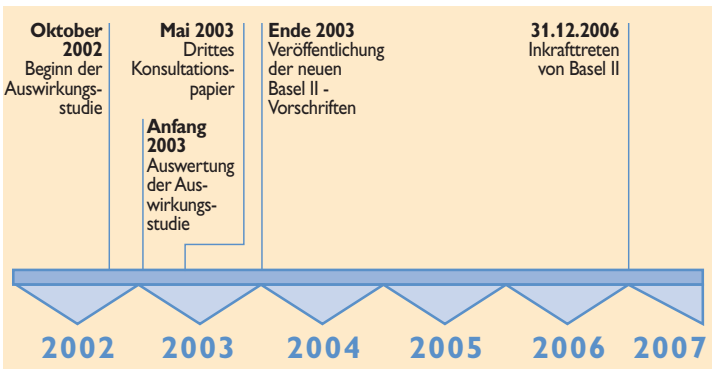 Oktober
2002
Beginn der
Auswirkungs-
studie
Anfang
2003
Auswertung
der Aus-
wirkungs-
studie
Mai 2003
Drittes
Konsultations-
papier
Ende 2003
Veröffentlichung
der neuen
Basel II -
Vorschriften
31.12.2006
Inkrafttreten
von Basel II
2002
2003
2004
2005
2006
2007